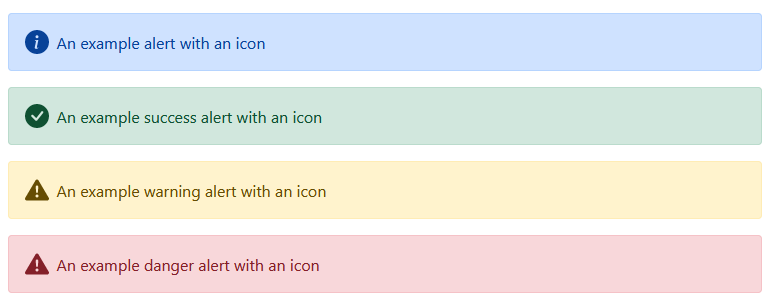 An example alert with an icon
An example success alert with an icon
An example warning alert with an icon
An example danger alert with an icon